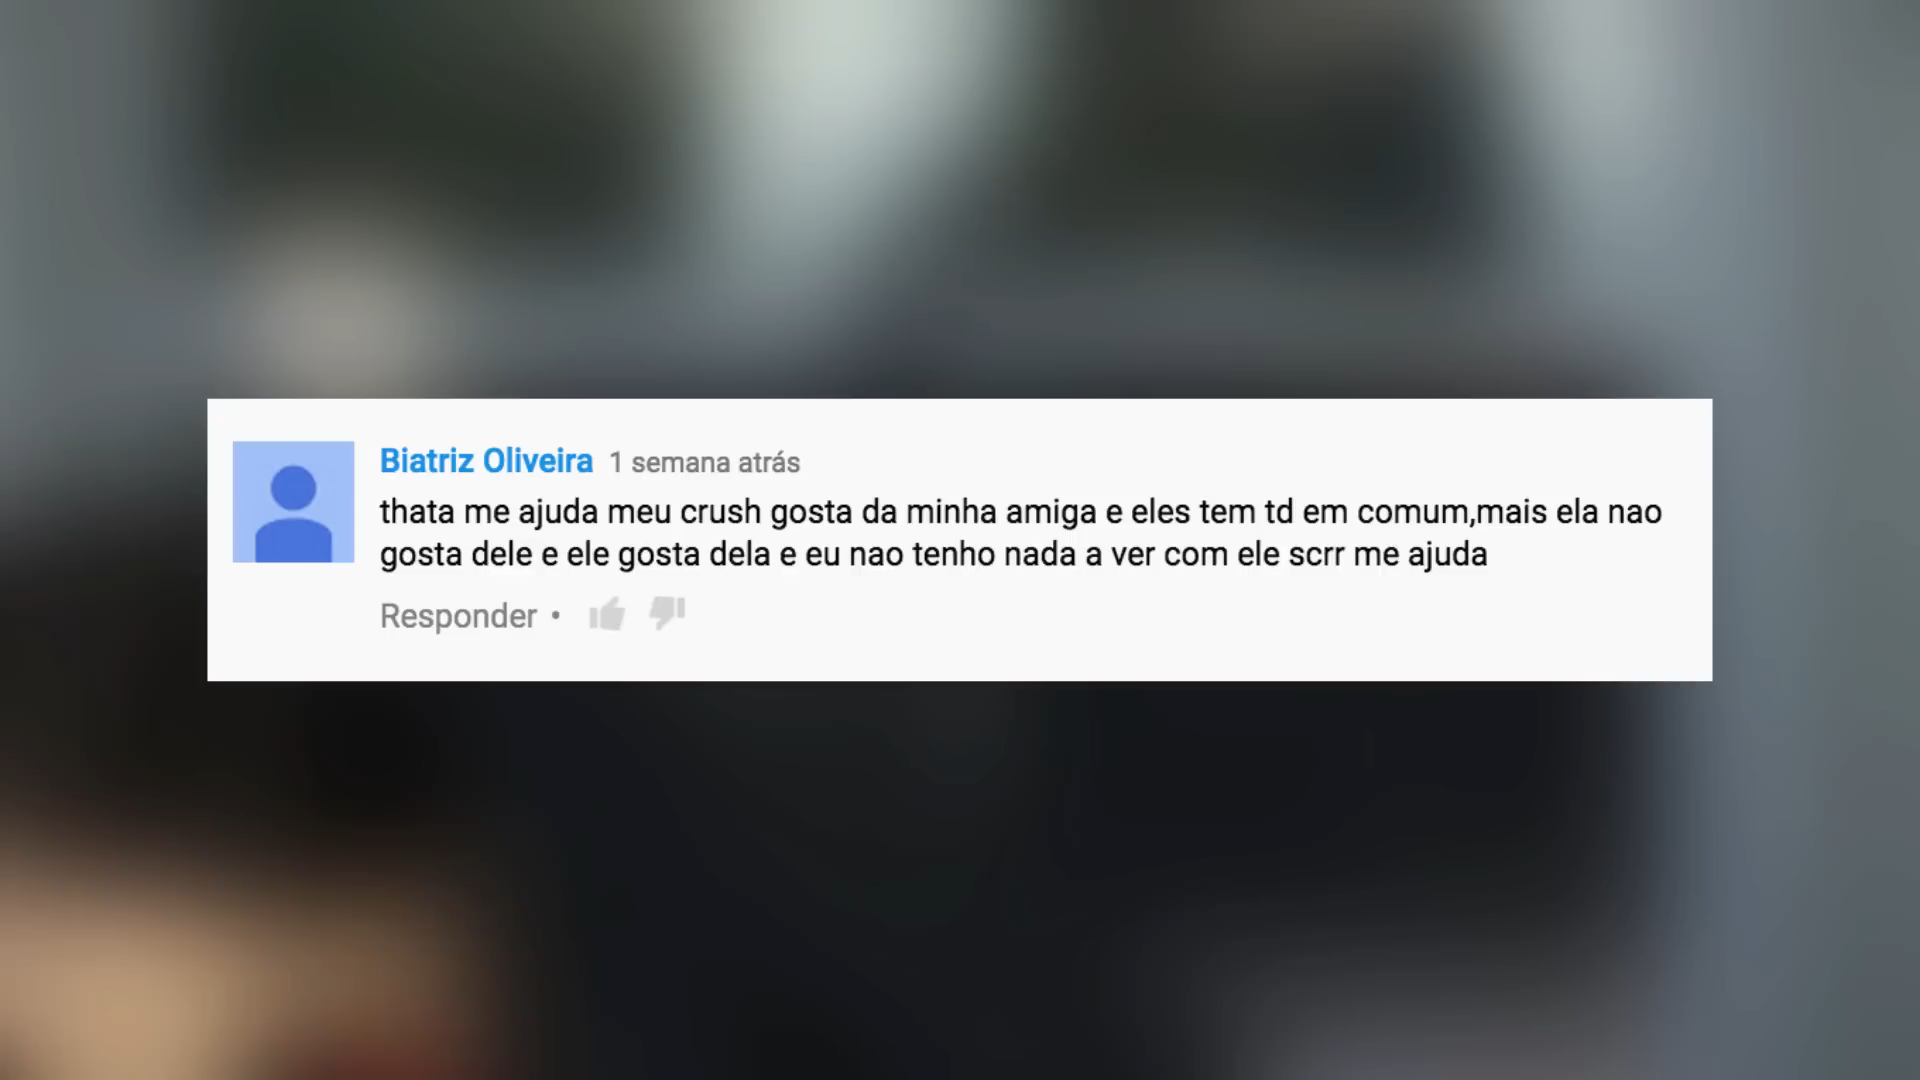 Biatriz Oliveira 1 semana atrás
thata me ajuda meu crush gosta da minha amiga e eles tem td em comum,mais ela nao
gosta dele e ele gosta dela e eu nao tenho nada a ver com ele scrr me ajuda
Responder •